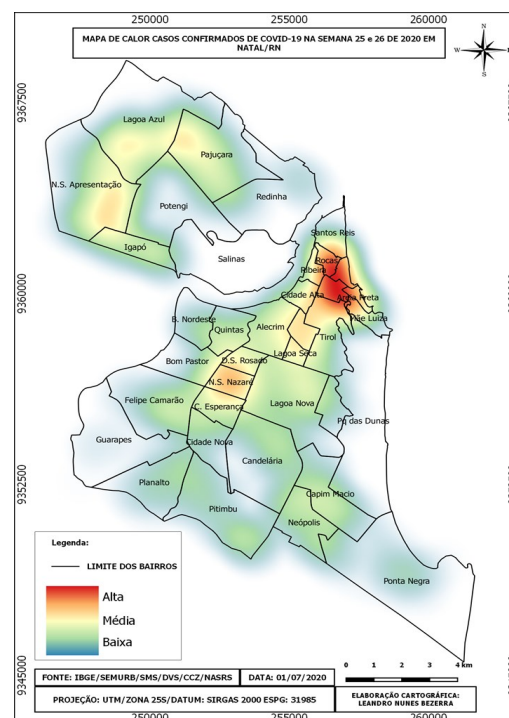 250000 255000 260000
MAPA DE CALOR CASOS CONFIRMADOS DE COVID-19 NA SEMANA 25 e 26 DE 2020 EM
NATAL/RN
N
W E
S
9367500
Lagoa Azul
Pajuçara
N.S. Apresentação
Redinha
Potengi
Igapó
Salinas
Santos Reis
Rocas
Ribeira
9360000
Cidade Alta
Areia Preta
Mãe Luiza
B. Nordeste
Quintas
Alecrim
Tirol
Lagoa Seca
Bom Pastor
D.S. Rosado
N.S. Nazaré
Felipe Camarão
C. Esperança
Lagoa Nova
Pq das Dunas
Guarapes
Cidade Nova
Candelária
9352500
Planalto
Capim Macio
Pitimbu
Neópolis
Ponta Negra
Legenda:
LIMITE DOS BAIRROS
Alta
Média
Baixa
0 1 2 3 4 km
9345000
FONTE: IBGE/SEMURB/SMS/DVS/CCZ/NASRS
DATA: 01/07/2020
PROJEÇÃO: UTM/ZONA 25S/DATUM: SIRGAS 2000 ESPG: 31985
ELABORAÇÃO CARTOGRÁFICA:
LEANDRO NUNES BEZERRA
250000 255000 260000